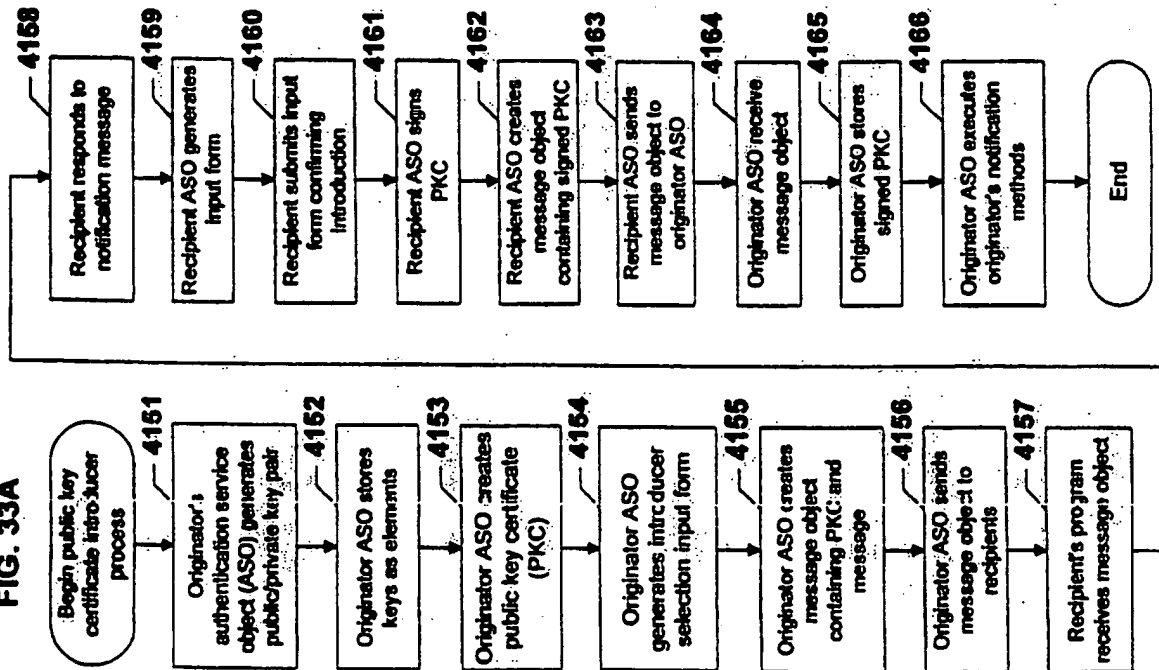 FIG. 33A
Begin public key
certificate introducer
process
4151
Originator's
authentication service
object (ASO) generates
public/private key pair
4152
Originator ASO stores
keys as elements
4153
Originator ASO creates
public key certificate
(PKC)
4154
Originator ASO
generates introducer
selection input form
4155
Originator ASO creates
message object
containing PKC and
message
4156
Originator ASO sends
message object to
recipients
4157
Recipient's program
receives message object
4158
Recipient responds to
notification message
4159
Recipient ASO generates
Input form
4160
Recipient submits input
form confirming
Introduction
4161
Recipient ASO signs
PKC
4162
Recipient ASO creates
message object
containing signed PKC
4163
Recipient ASO sends
message object to
originator ASO
4164
Originator ASO receive
message object
4165
Originator ASO stores
signed PKC
4166
Originator ASO executes
originator's notification
methods
End